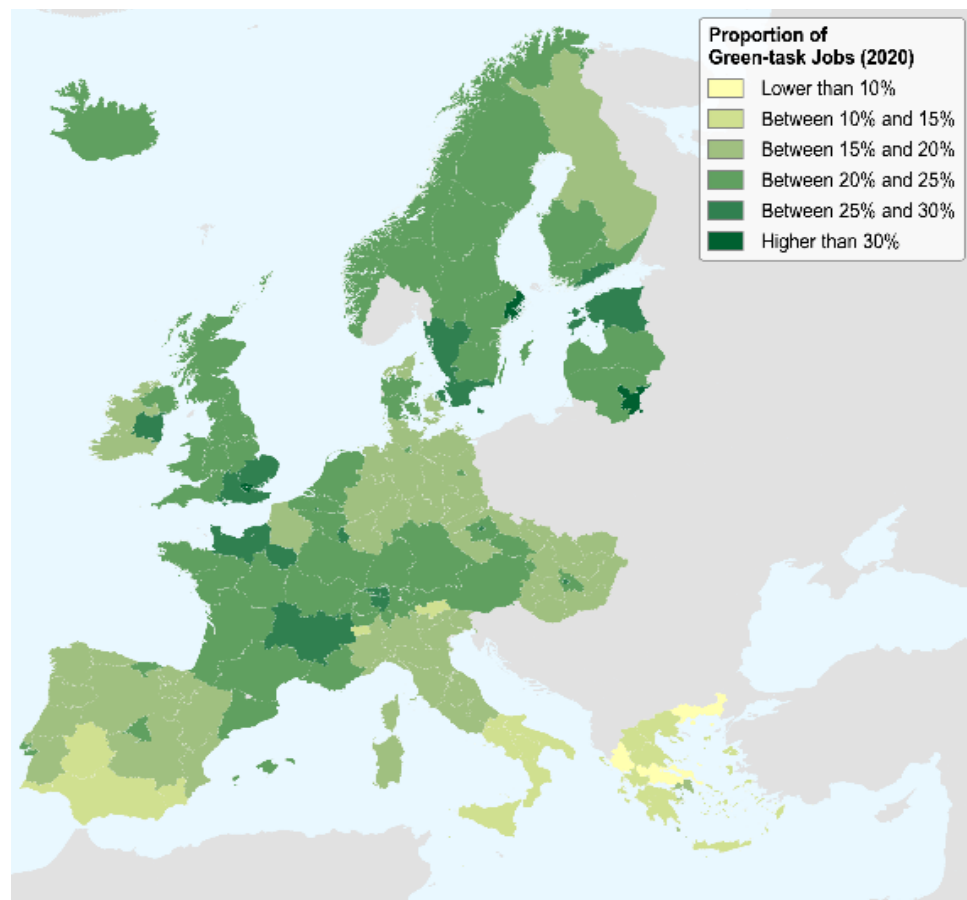 Proportion of
Green-task Jobs (2020)
Lower than 10%
Between 10% and 15%
Between 15% and 20%
Between 20% and 25%
Between 25% and 30%
Higher than 30%